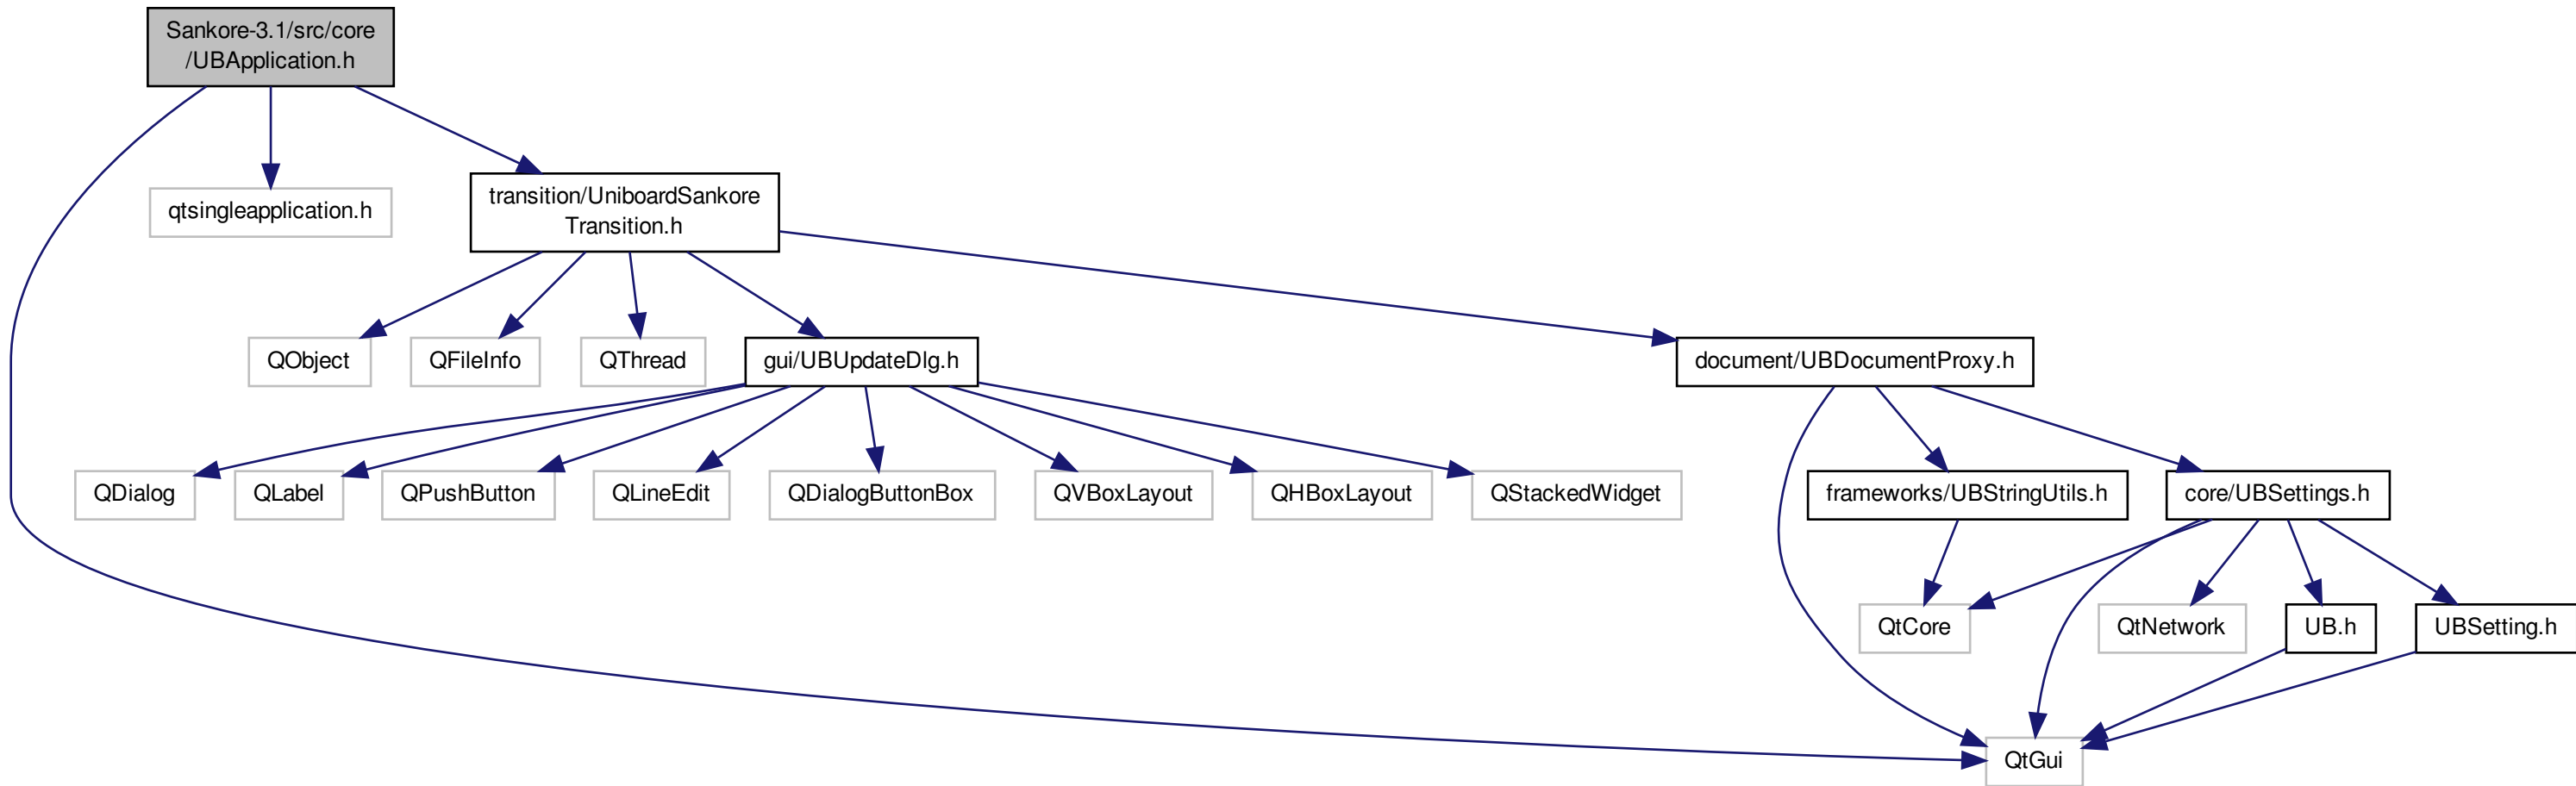 Sankore-3.1/src/core
/UBApplication.h
qtsingleapplication.h
transition/UniboardSankore
Transition.h
QObject
QFileInfo
QThread
gui/UBUpdateDlg.h
document/UBDocumentProxy.h
QDialog
QLabel
QPushButton
QLineEdit
QDialogButtonBox
QVBoxLayout
QHBoxLayout
QStackedWidget
frameworks/UBStringUtils.h
core/UBSettings.h
QtCore
QtNetwork
UB.h
UBSetting.h
QtGui